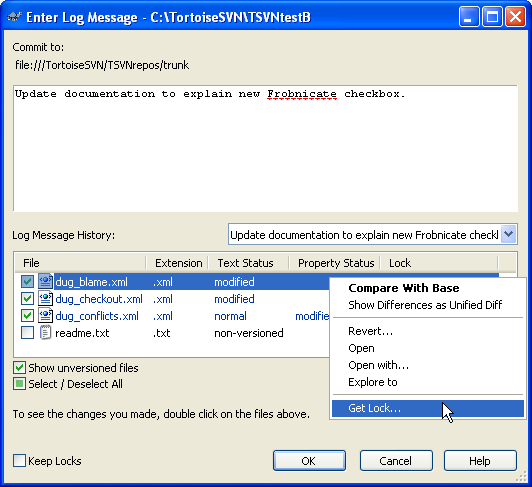 Enter Log Message - C:\TortoiseSVN\TSVNtestB
Commit to:
file:///TortoiseSVN/TSVNrepos/trunk
Update documentation to explain new Frobnicate checkbox.
Log Message History:
Update documentation to explain new Frobnicate checkl
File Extension Text Status Property Status Lock
dug_blame.xml .xml modified
dug_checkout.xml .xml modified
dug_conflicts.xml .xml normal modifie
readme.txt .txt non-versioned
Compare With Base
Show Differences as Unified Diff
Revert...
Open
Open with...
Explore to
Get Lock...
Show unversioned files
Select / Deselect All
To see the changes you made, double click on the files above.
Keep Locks
OK
Cancel
Help